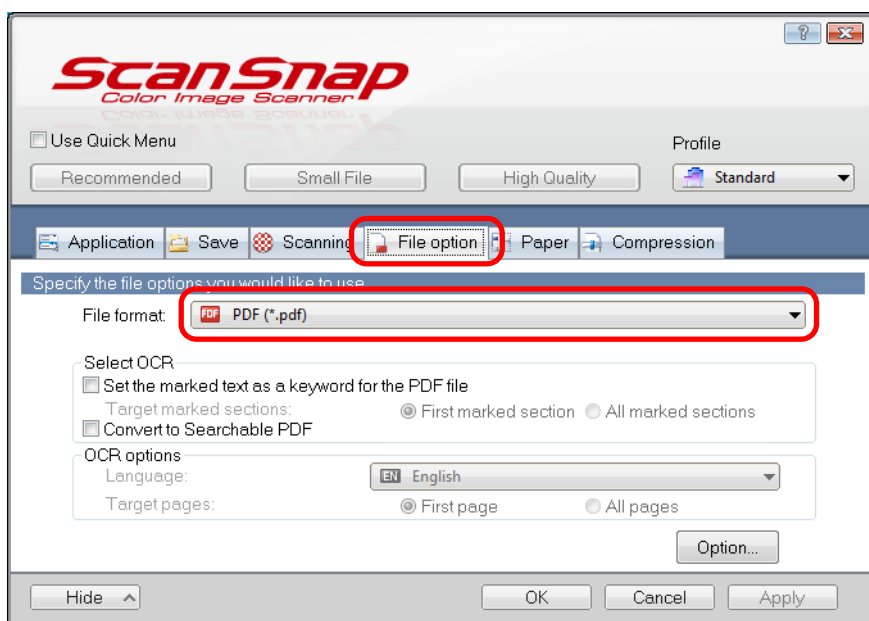 ScanSnap
Color Image Scanner
Use Quick Menu
Profile
Recommended Small File High Quality Standard
Application Save Scanning File option Paper Compression
Specify the file options you would like to use.
File format: PDF PDF (*.pdf)
Select OCR
Set the marked text as a keyword for the PDF file
Target marked sections: First marked section All marked sections
Convert to Searchable PDF
OCR options
Language: EN English
Target pages: First page All pages
Option...
Hide OK Cancel Apply